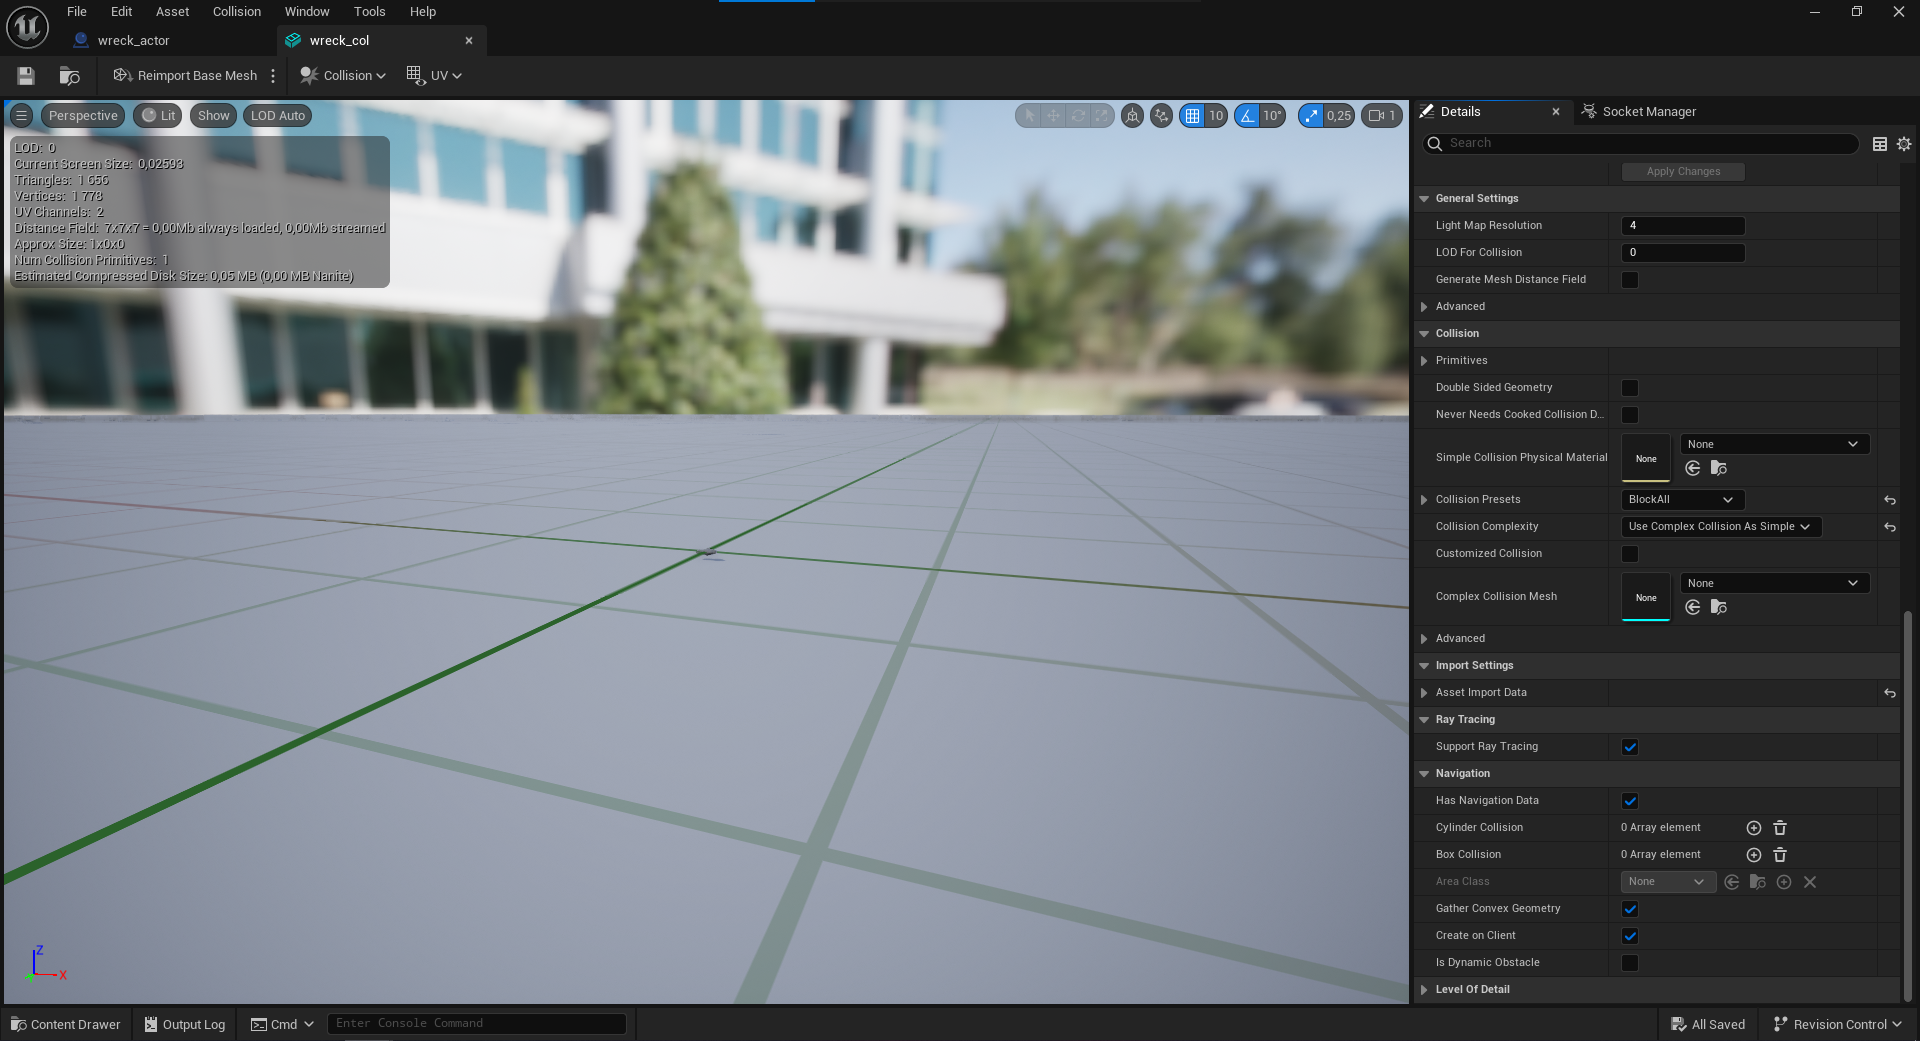 File Edit Asset Collision Window Tools Help
wreck_actor
wreck_col
Reimport Base Mesh
Collision
UV
Perspective
Lit
Show
LOD Auto
10
10°
0,25
1
LOD: 0
Current Screen Size: 0,02593
Triangles: 1 656
Vertices: 1 778
UV Channels: 2
Distance Field: 7x7x7 = 0,00Mb always loaded, 0,00Mb streamed
Approx Size: 1x0x0
Num Collision Primitives: 1
Estimated Compressed Disk Size: 0,05 MB (0,00 MB Nanite)
Z
X
Details
Socket Manager
Search
Apply Changes
General Settings
Light Map Resolution 4
LOD For Collision 0
Generate Mesh Distance Field
Advanced
Collision
Primitives
Double Sided Geometry
Never Needs Cooked Collision D...
Simple Collision Physical Material None None
Collision Presets BlockAll
Collision Complexity Use Complex Collision As Simple
Customized Collision
Complex Collision Mesh None None
Advanced
Import Settings
Asset Import Data
Ray Tracing
Support Ray Tracing
Navigation
Has Navigation Data
Cylinder Collision 0 Array element
Box Collision 0 Array element
Area Class None
Gather Convex Geometry
Create on Client
Is Dynamic Obstacle
Level Of Detail
Content Drawer
Output Log
Cmd
Enter Console Command
All Saved
Revision Control